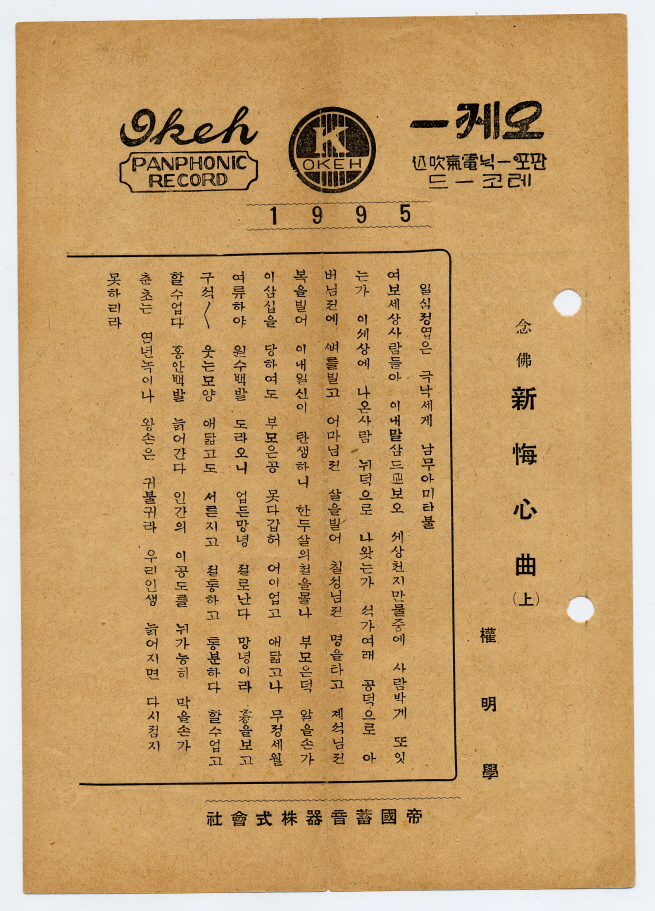 Okeh
PANPHONIC
RECORD
K
OKEH
오케ー
판포ー닉電氣吹込
레코ー드
1995
念佛 新悔心曲 (上)
權明學
일심정염은 극낙세게 남무아미타불
여보세상사람들아 이내말삼드러보오 세상천지만물중에 사람박게 또잇
는가 이세상에 나온사람 뉘덕으로 나왓는가 석가여래 공덕으로 아
버님전에 뼈를빌고 어마님전 살을빌어 칠성님전 명을타고 제석님전
복을빌어 이내일신이 탄생하니 한두살의철을몰나 부모은덕 알을손가
이삼십을 당하여도 부모은공 못다갑허 어이업고 애닯고나 무정세월
여류하야 원수백발 도라오니 업든망녕 절로난다 망녕이라 흉을보고
구석〱 웃는모양 애닯고도 서른지고 절통하고 통분하다 할수업고
할수업다 홍안백발 늙어간다 인간의 이공도를 뉘가능히 막을손가
춘초는 연년녹이나 왕손은 귀불귀라 우리인생 늙어지면 다시점지
못하리라
帝國蓄音器株式會社